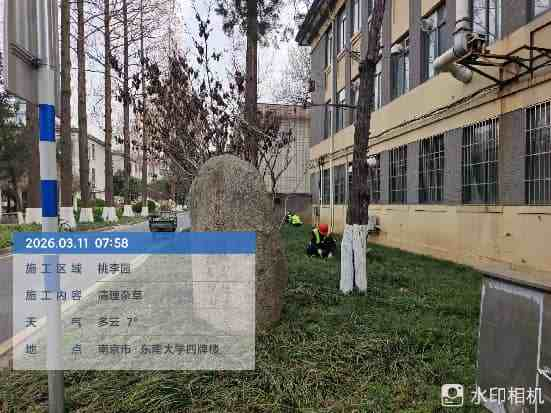 2026.03.11 07:58
施工区域 桃李园
施工内容 清理杂草
天气 多云 7°
地点 南京市·东南大学四牌楼
水印相机